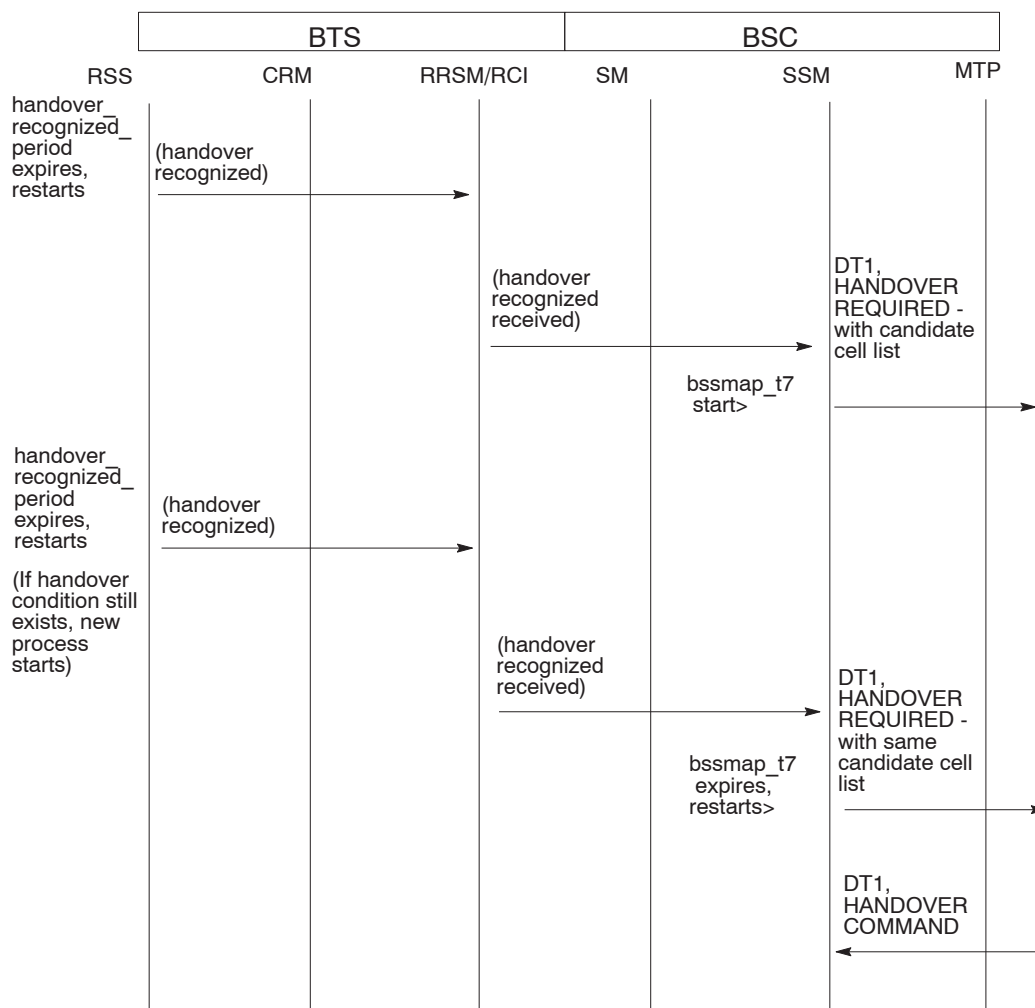 BTS BSC
RSS CRM RRSM/RCI SM SSM MTP
handover_
recognized_
period
expires,
restarts
(handover
recognized)
(handover
recognized
received)
DT1,
HANDOVER
REQUIRED -
with candidate
cell list
bssmap_t7
start>
handover_
recognized_
period
expires,
restarts
(handover
recognized)
(If handover
condition still
exists, new
process
starts)
(handover
recognized
received)
DT1,
HANDOVER
REQUIRED -
with same
candidate cell
list
bssmap_t7
expires,
restarts>
DT1,
HANDOVER
COMMAND